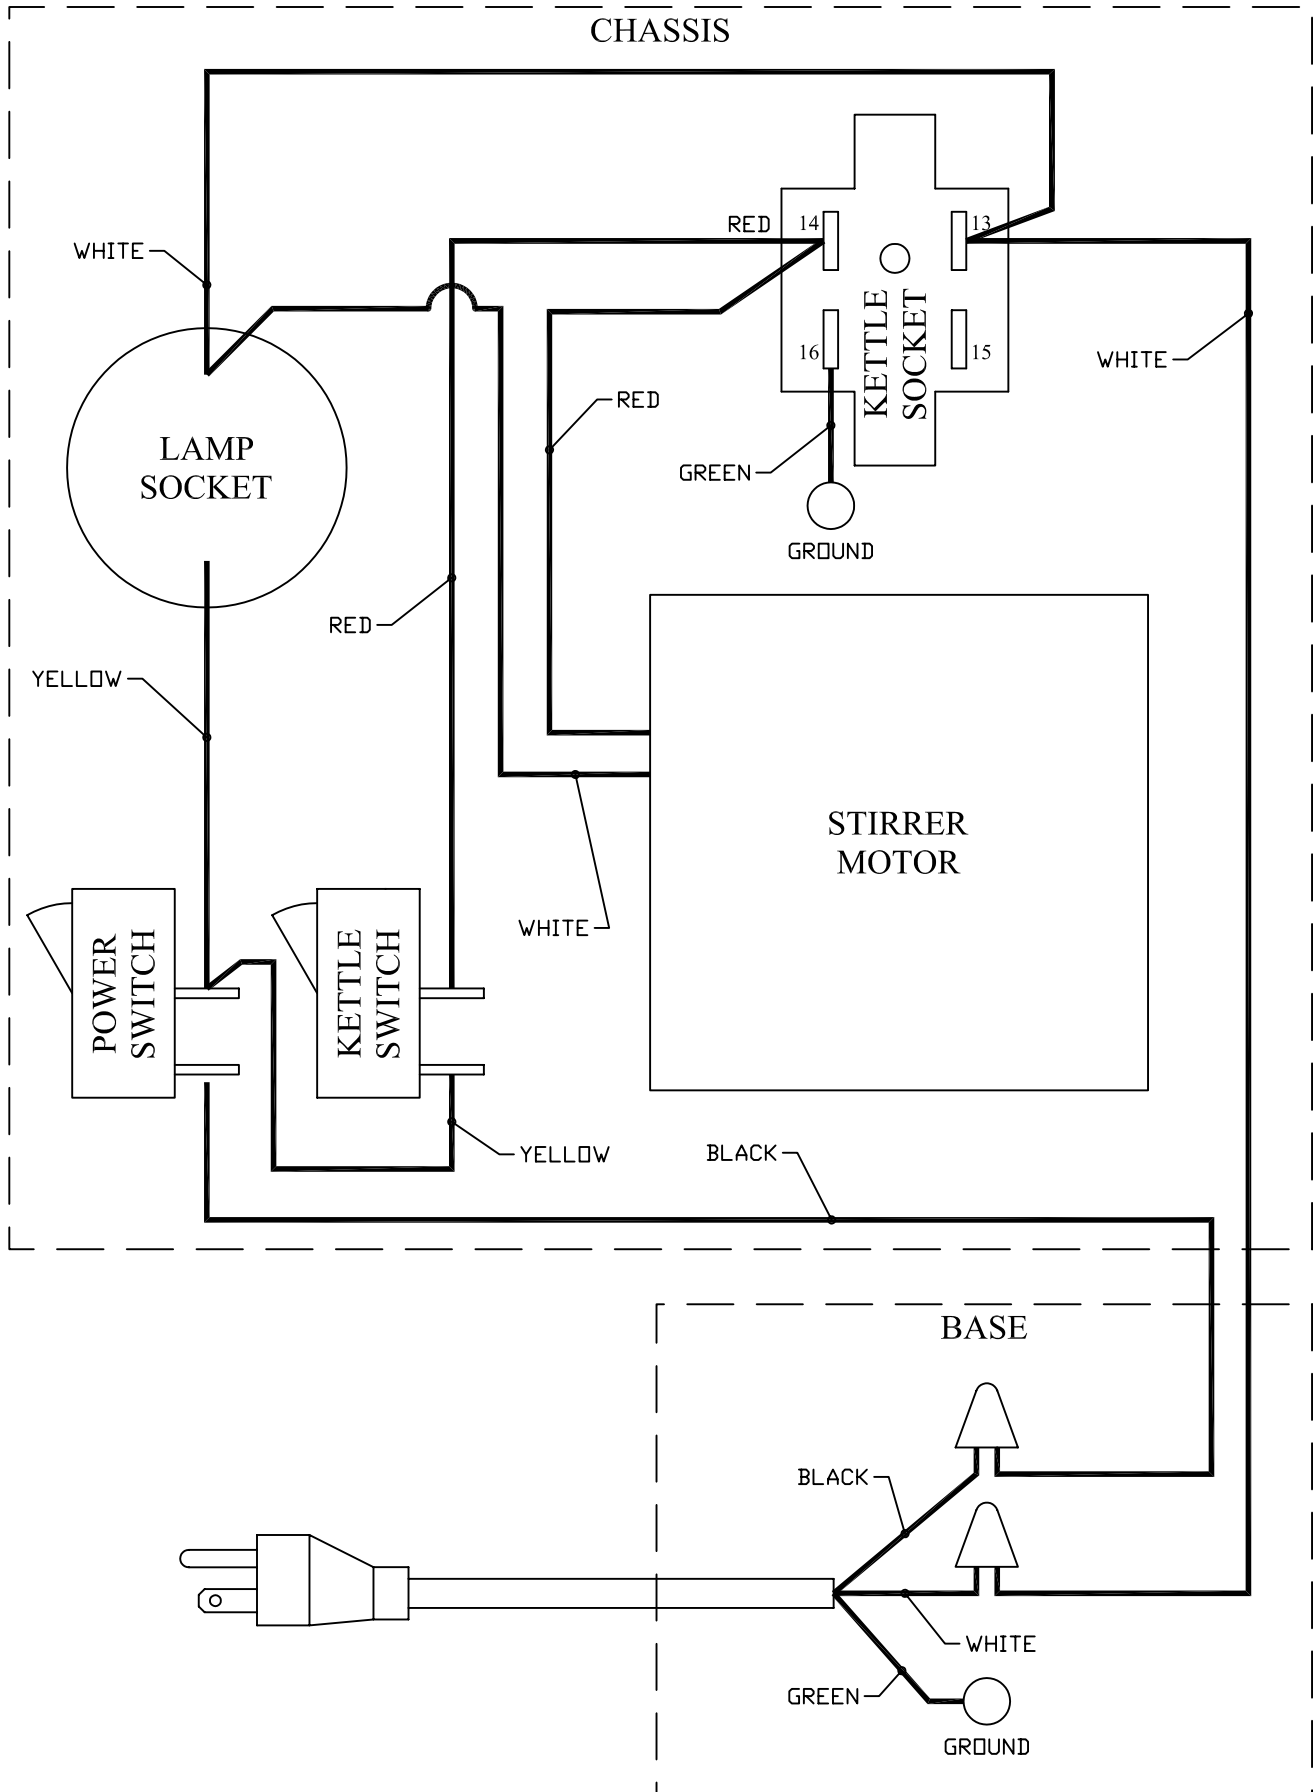 CHASSIS
RED
14
13
WHITE
KETTLE
SOCKET
16
15
WHITE
RED
LAMP
SOCKET
GREEN
GROUND
RED
YELLOW
STIRRER
MOTOR
WHITE
POWER
SWITCH
KETTLE
SWITCH
YELLOW
BLACK
BASE
BLACK
WHITE
GREEN
GROUND